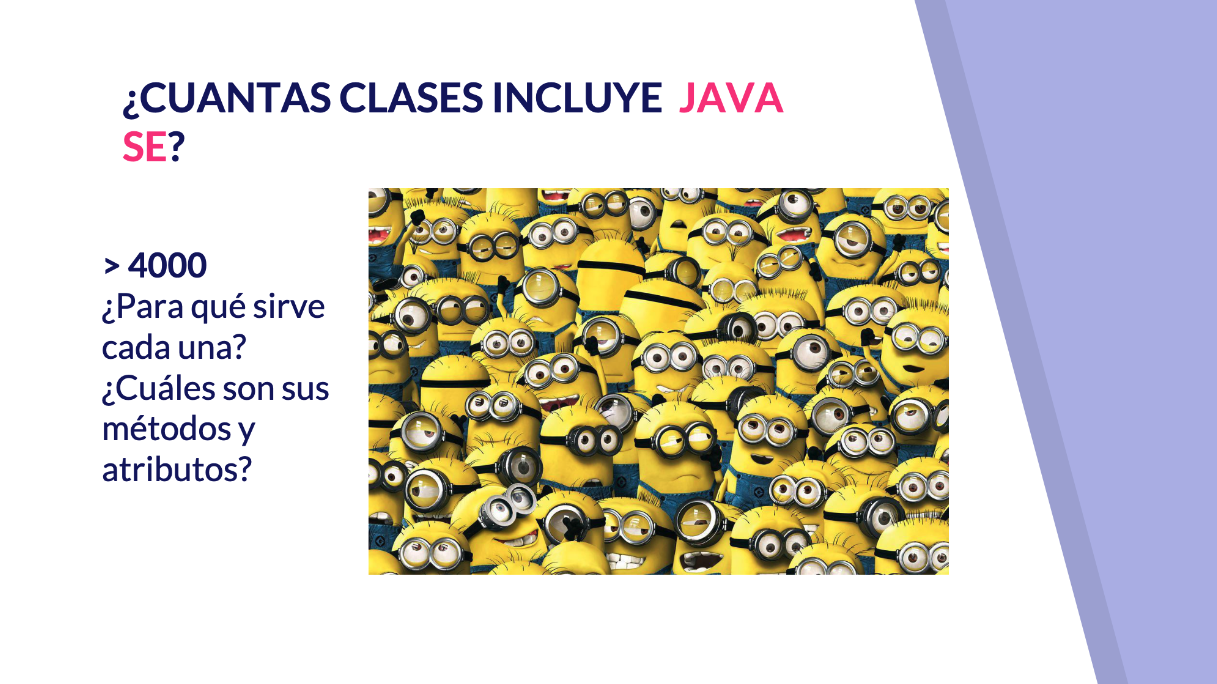 ¿CUANTAS CLASES INCLUYE JAVA
SE?
> 4000
¿Para qué sirve
cada una?
¿Cuáles son sus
métodos y
atributos?